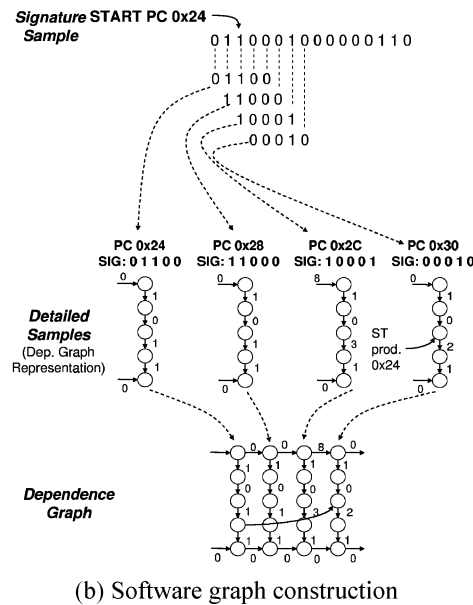 Signature START PC 0x24
Sample
0 1 1 0 0 0 1 0 0 0 0 0 0 1 1 0
0 1 1 0 0
1 1 0 0 0
1 0 0 0 1
0 0 0 1 0
PC 0x24 PC 0x28 PC 0x2C PC 0x30
SIG: 0 1 1 0 0 SIG: 1 1 0 0 0 SIG: 1 0 0 0 1 SIG: 0 0 0 1 0
0 0 8 0
1 1 1 1
0 0 0 0
Detailed
Samples
(Dep. Graph
Representation)
ST
prod.
0x24
1 1 3 2
1 1 1 1
0 0 0 0
0 0 8 0
1 1 1 1
0 0 0 0
Dependence
Graph
1 1 3 2
1 1 1 1
0 0 0 0 0
(b) Software graph construction